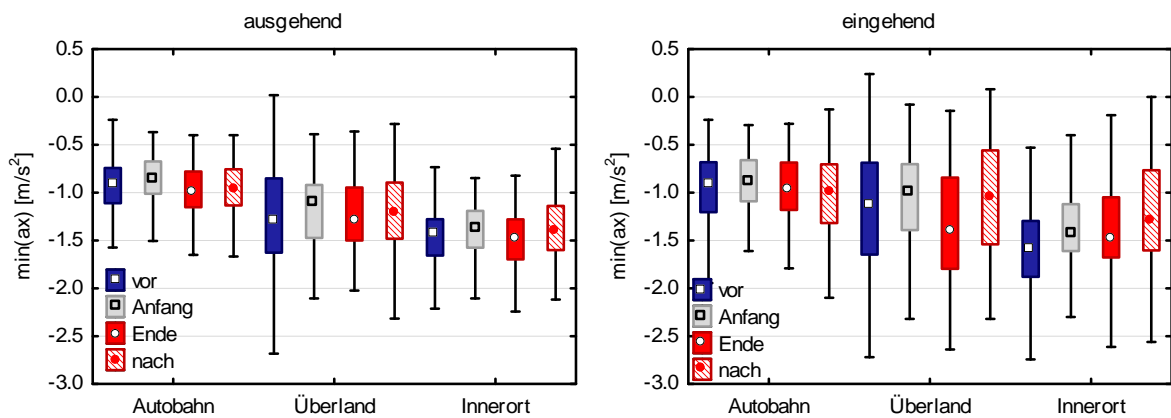 ausgehend
0.5
0.0
-0.5
-1.0
-1.5
-2.0
-2.5
-3.0
min(ax) [m/s²]
vor
Anfang
Ende
nach
Autobahn Überland Innerort
eingehend
0.5
0.0
-0.5
-1.0
-1.5
-2.0
-2.5
-3.0
min(ax) [m/s²]
vor
Anfang
Ende
nach
Autobahn Überland Innerort